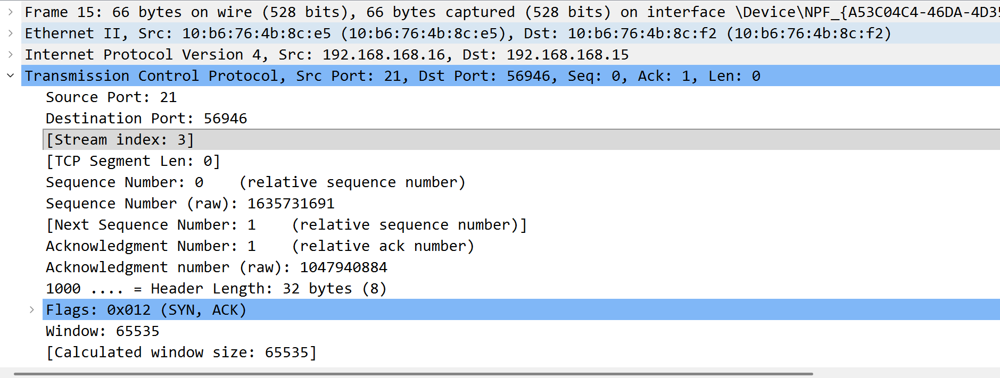 Frame 15: 66 bytes on wire (528 bits), 66 bytes captured (528 bits) on interface \Device\NPF_{A53C04C4-46DA-4D35
Ethernet II, Src: 10:b6:76:4b:8c:e5 (10:b6:76:4b:8c:e5), Dst: 10:b6:76:4b:8c:f2 (10:b6:76:4b:8c:f2)
Internet Protocol Version 4, Src: 192.168.168.16, Dst: 192.168.168.15
Transmission Control Protocol, Src Port: 21, Dst Port: 56946, Seq: 0, Ack: 1, Len: 0
Source Port: 21
Destination Port: 56946
[Stream index: 3]
[TCP Segment Len: 0]
Sequence Number: 0    (relative sequence number)
Sequence Number (raw): 1635731691
[Next Sequence Number: 1    (relative sequence number)]
Acknowledgment Number: 1    (relative ack number)
Acknowledgment number (raw): 1047940884
1000 .... = Header Length: 32 bytes (8)
Flags: 0x012 (SYN, ACK)
Window: 65535
[Calculated window size: 65535]